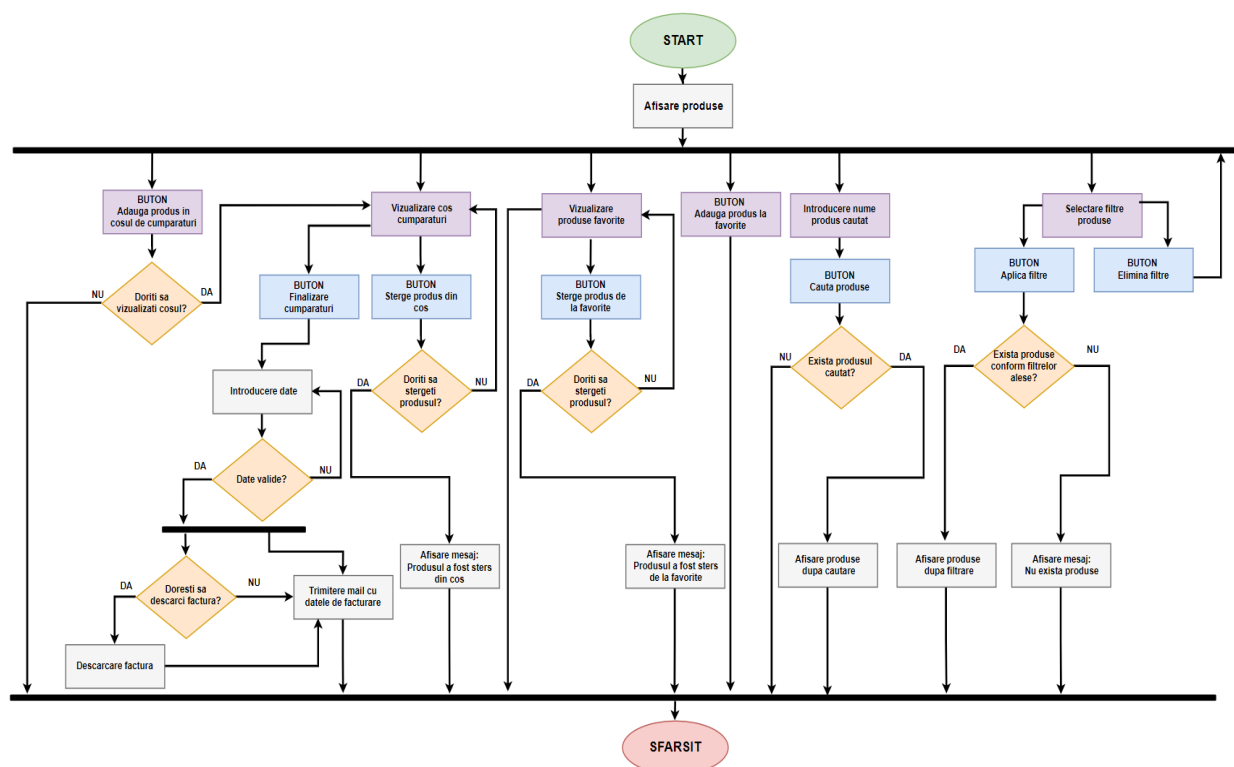 START
Afisare produse
BUTON
Adauga produs in
cosul de cumparaturi
Vizualizare cos
cumparaturi
Vizualizare
produse favorite
BUTON
Adauga produs la
favorite
Introducere nume
produs cautat
Selectare filtre
produse
NU
Doriti sa
vizualizati cosul?
DA
BUTON
Finalizare
cumparaturi
BUTON
Sterge produs din
cos
BUTON
Sterge produs de
la favorite
BUTON
Cauta produse
BUTON
Aplica filtre
BUTON
Elimina filtre
Introducere date
DA
Doriti sa
stergeti
produsul?
NU
DA
Doriti sa
stergeti
produsul?
NU
NU
Exista produsul
cautat?
DA
DA
Exista produse
conform filtrelor
alese?
NU
DA
Date valide?
NU
DA
Doresti sa
descarci factura?
NU
Trimitere mail cu
datele de facturare
Afisare mesaj:
Produsul a fost sters
din cos
Afisare mesaj:
Produsul a fost sters
de la favorite
Afisare produse
dupa cautare
Afisare produse
dupa filtrare
Afisare mesaj:
Nu exista produse
Descarcare factura
SFARSIT